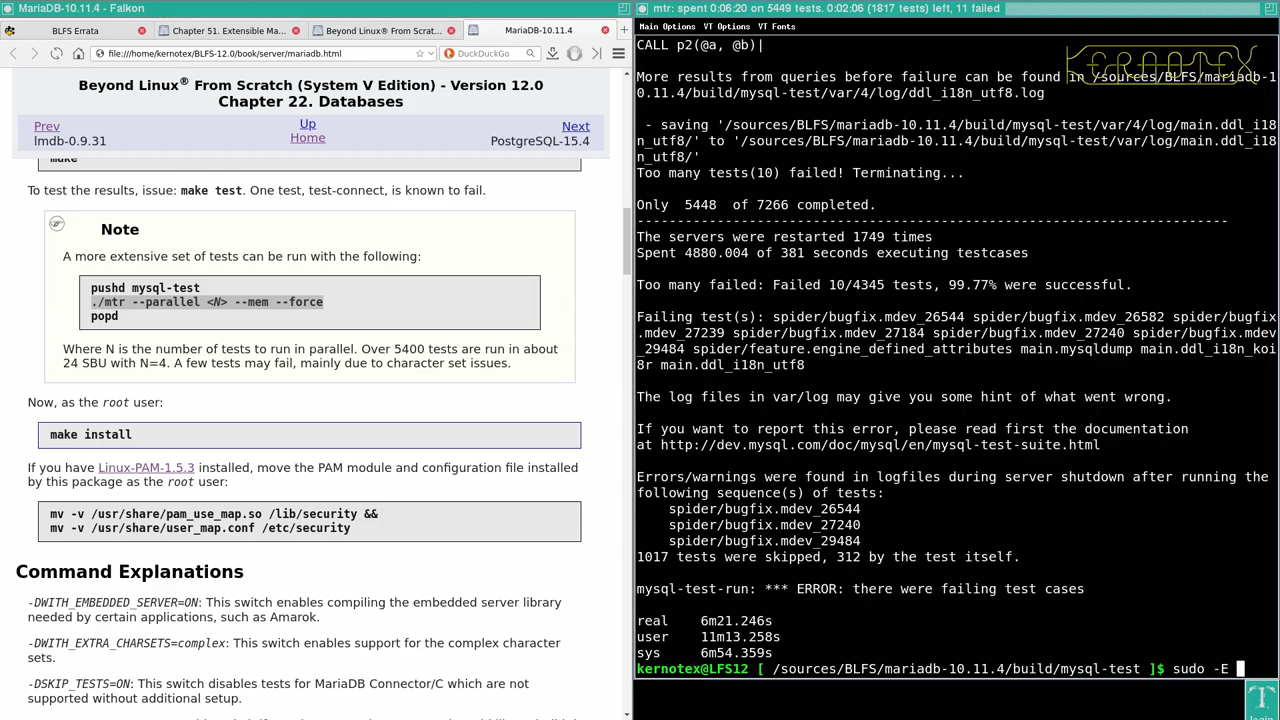 MariaDB-10.11.4 - Falkon
BLFS Errata
Chapter 51. Extensible Ma...
Beyond Linux® From Scrat...
MariaDB-10.11.4
file:///home/kernotex/BLFS-12.0/book/server/mariadb.html
DuckDuckGo
Beyond Linux® From Scratch (System V Edition) - Version 12.0
Chapter 22. Databases
Prev
Up
Next
lmdb-0.9.31
Home
PostgreSQL-15.4
make
To test the results, issue: make test. One test, test-connect, is known to fail.
Note
A more extensive set of tests can be run with the following:
pushd mysql-test
./mtr --parallel <N> --mem --force
popd
Where N is the number of tests to run in parallel. Over 5400 tests are run in about
24 SBU with N=4. A few tests may fail, mainly due to character set issues.
Now, as the root user:
make install
If you have Linux-PAM-1.5.3 installed, move the PAM module and configuration file installed
by this package as the root user:
mv -v /usr/share/pam_use_map.so /lib/security &&
mv -v /usr/share/user_map.conf /etc/security
Command Explanations
-DWITH_EMBEDDED_SERVER=ON: This switch enables compiling the embedded server library
needed by certain applications, such as Amarok.
-DWITH_EXTRA_CHARSETS=complex: This switch enables support for the complex character
sets.
-DSKIP_TESTS=ON: This switch disables tests for MariaDB Connector/C which are not
supported without additional setup.
mtr: spent 0:06:20 on 5449 tests. 0:02:06 (1817 tests) left, 11 failed
Main Options VT Options VT Fonts
CALL p2(@a, @b)|
KERNOTEX
More results from queries before failure can be found in /sources/BLFS/mariadb-1
0.11.4/build/mysql-test/var/4/log/ddl_i18n_utf8.log
- saving '/sources/BLFS/mariadb-10.11.4/build/mysql-test/var/4/log/main.ddl_i18
n_utf8/' to '/sources/BLFS/mariadb-10.11.4/build/mysql-test/var/log/main.ddl_i18
n_utf8/'
Too many tests(10) failed! Terminating...
Only  5448  of 7266 completed.
--------------------------------------------------------------------------
The servers were restarted 1749 times
Spent 4880.004 of 381 seconds executing testcases
Too many failed: Failed 10/4345 tests, 99.77% were successful.
Failing test(s): spider/bugfix.mdev_26544 spider/bugfix.mdev_26582 spider/bugfix
.mdev_27239 spider/bugfix.mdev_27184 spider/bugfix.mdev_27240 spider/bugfix.mdev
_29484 spider/feature.engine_defined_attributes main.mysqldump main.ddl_i18n_koi
8r main.ddl_i18n_utf8
The log files in var/log may give you some hint of what went wrong.
If you want to report this error, please read first the documentation
at http://dev.mysql.com/doc/mysql/en/mysql-test-suite.html
Errors/warnings were found in logfiles during server shutdown after running the
following sequence(s) of tests:
spider/bugfix.mdev_26544
spider/bugfix.mdev_27240
spider/bugfix.mdev_29484
1017 tests were skipped, 312 by the test itself.
mysql-test-run: *** ERROR: there were failing test cases
real    6m21.246s
user    11m13.258s
sys     6m54.359s
kernotex@LFS12 [ /sources/BLFS/mariadb-10.11.4/build/mysql-test ]$ sudo -E